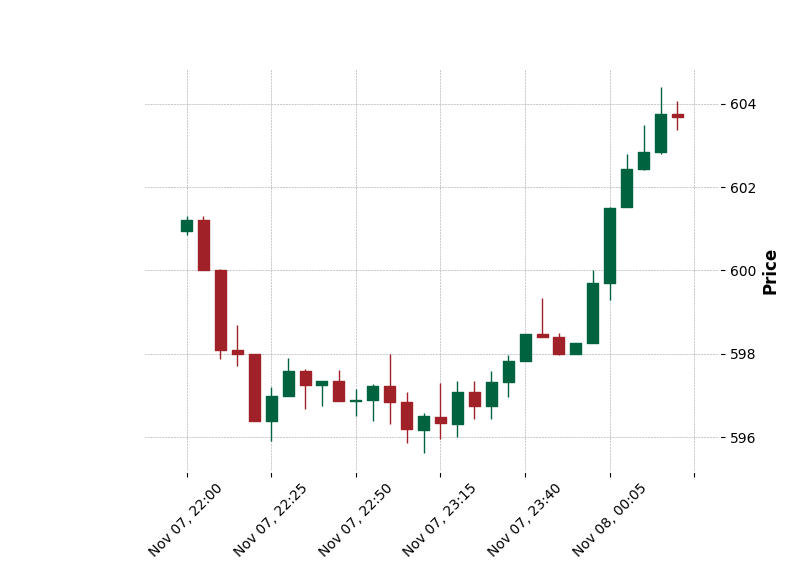 604
602
600
598
596
Price
Nov 07, 22:00
Nov 07, 22:25
Nov 07, 22:50
Nov 07, 23:15
Nov 07, 23:40
Nov 08, 00:05